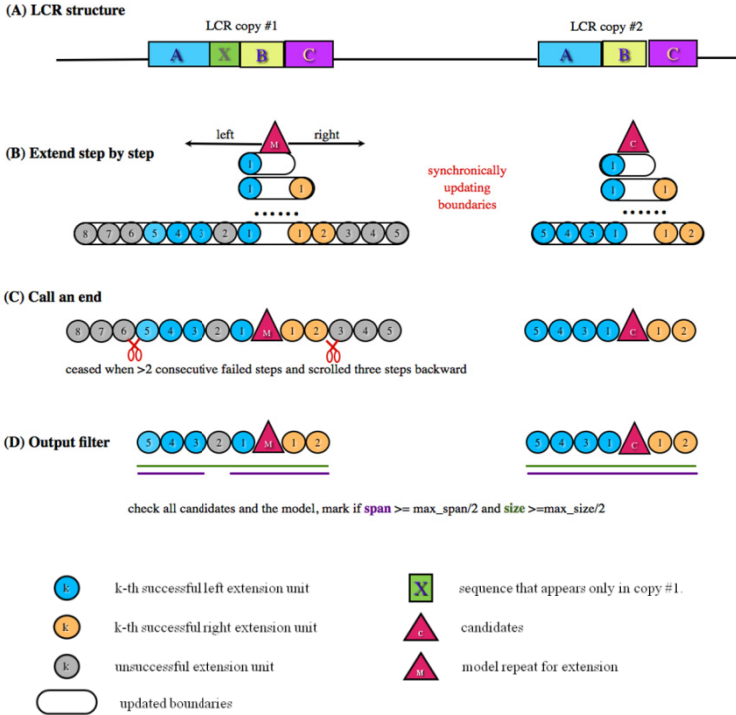 (A) LCR structure
LCR copy #1
LCR copy #2
A X B C
A B C
left right
M
C
(B) Extend step by step
1
1
1 1
1 1
synchronically
updating
boundaries
......
......
8 7 6 5 4 3 2 1 1 2 3 4 5
5 4 3 1 1 2
(C) Call an end
8 7 6 5 4 3 2 1 M 1 2 3 4 5
5 4 3 1 C 1 2
ceased when >2 consecutive failed steps and scrolled three steps backward
(D) Output filter
5 4 3 2 1 M 1 2
5 4 3 1 C 1 2
check all candidates and the model, mark if span >= max_span/2 and size >=max_size/2
k k-th successful left extension unit
X sequence that appears only in copy #1.
k k-th successful right extension unit
C candidates
k unsuccessful extension unit
M model repeat for extension
updated boundaries